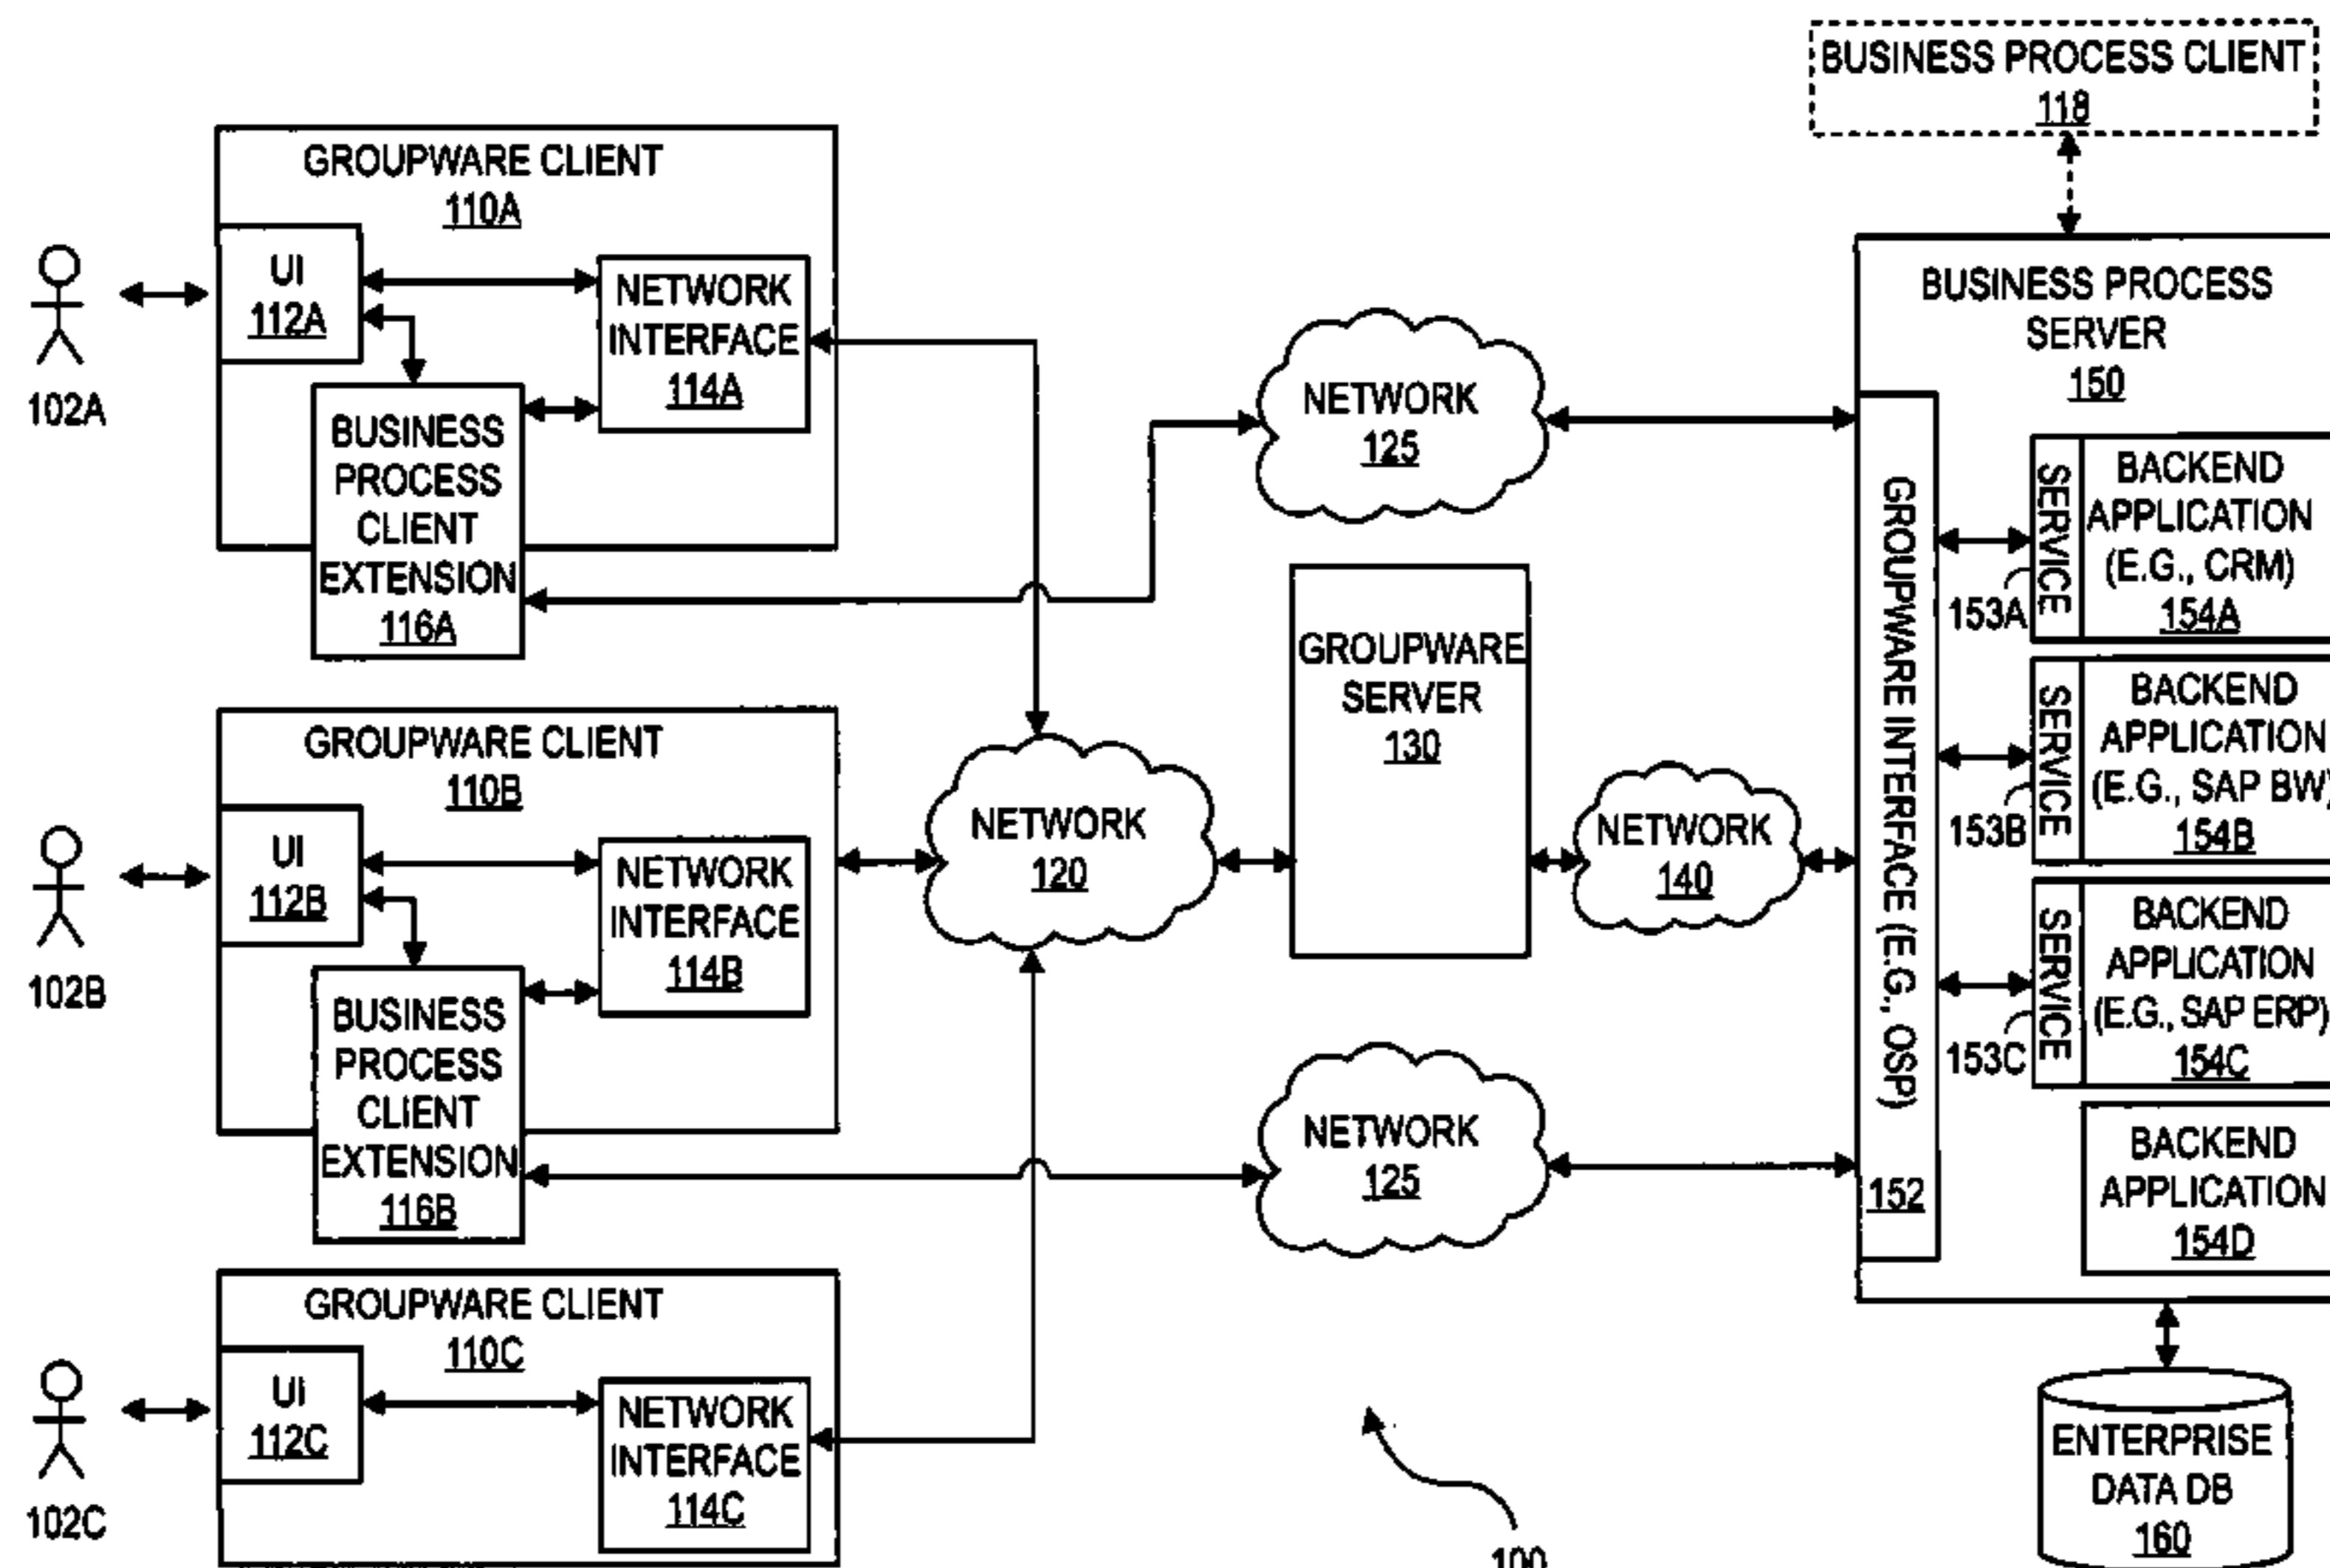 BUSINESS PROCESS CLIENT
118
GROUPWARE CLIENT
110A
UI
112A
NETWORK
INTERFACE
114A
BUSINESS
PROCESS
CLIENT
EXTENSION
116A
102A
GROUPWARE CLIENT
110B
UI
112B
NETWORK
INTERFACE
114B
BUSINESS
PROCESS
CLIENT
EXTENSION
116B
102B
GROUPWARE CLIENT
110C
UI
112C
NETWORK
INTERFACE
114C
102C
NETWORK
125
NETWORK
120
GROUPWARE
SERVER
130
NETWORK
140
NETWORK
125
100
BUSINESS PROCESS
SERVER
150
GROUPWARE INTERFACE (E.G., OSP)
152
SERVICE
153A
BACKEND
APPLICATION
(E.G., CRM)
154A
SERVICE
153B
BACKEND
APPLICATION
(E.G., SAP BW)
154B
SERVICE
153C
BACKEND
APPLICATION
(E.G., SAP ERP)
154C
BACKEND
APPLICATION
154D
ENTERPRISE
DATA DB
160